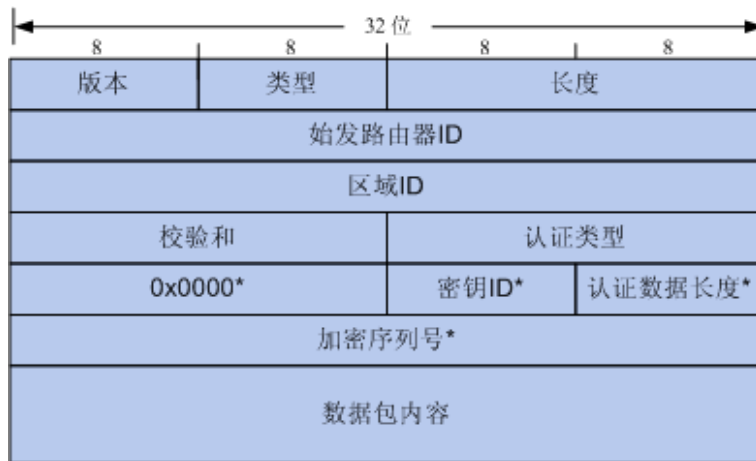 32 位
8 8 8 8
版本 类型 长度
始发路由器ID
区域ID
校验和 认证类型
0x0000* 密钥ID* 认证数据长度*
加密序列号*
数据包内容